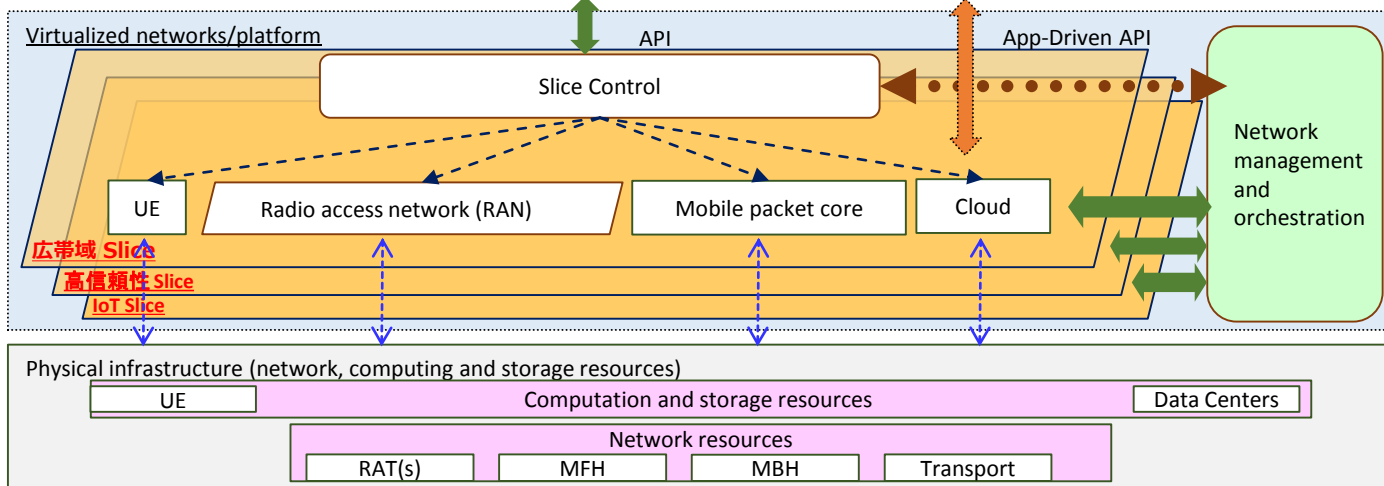 Virtualized networks/platform
API
App-Driven API
Slice Control
Network
management
and
orchestration
UE
Radio access network (RAN)
Mobile packet core
Cloud
広帯域 Slice
高信頼性 Slice
IoT Slice
Physical infrastructure (network, computing and storage resources)
UE
Computation and storage resources
Data Centers
Network resources
RAT(s)
MFH
MBH
Transport